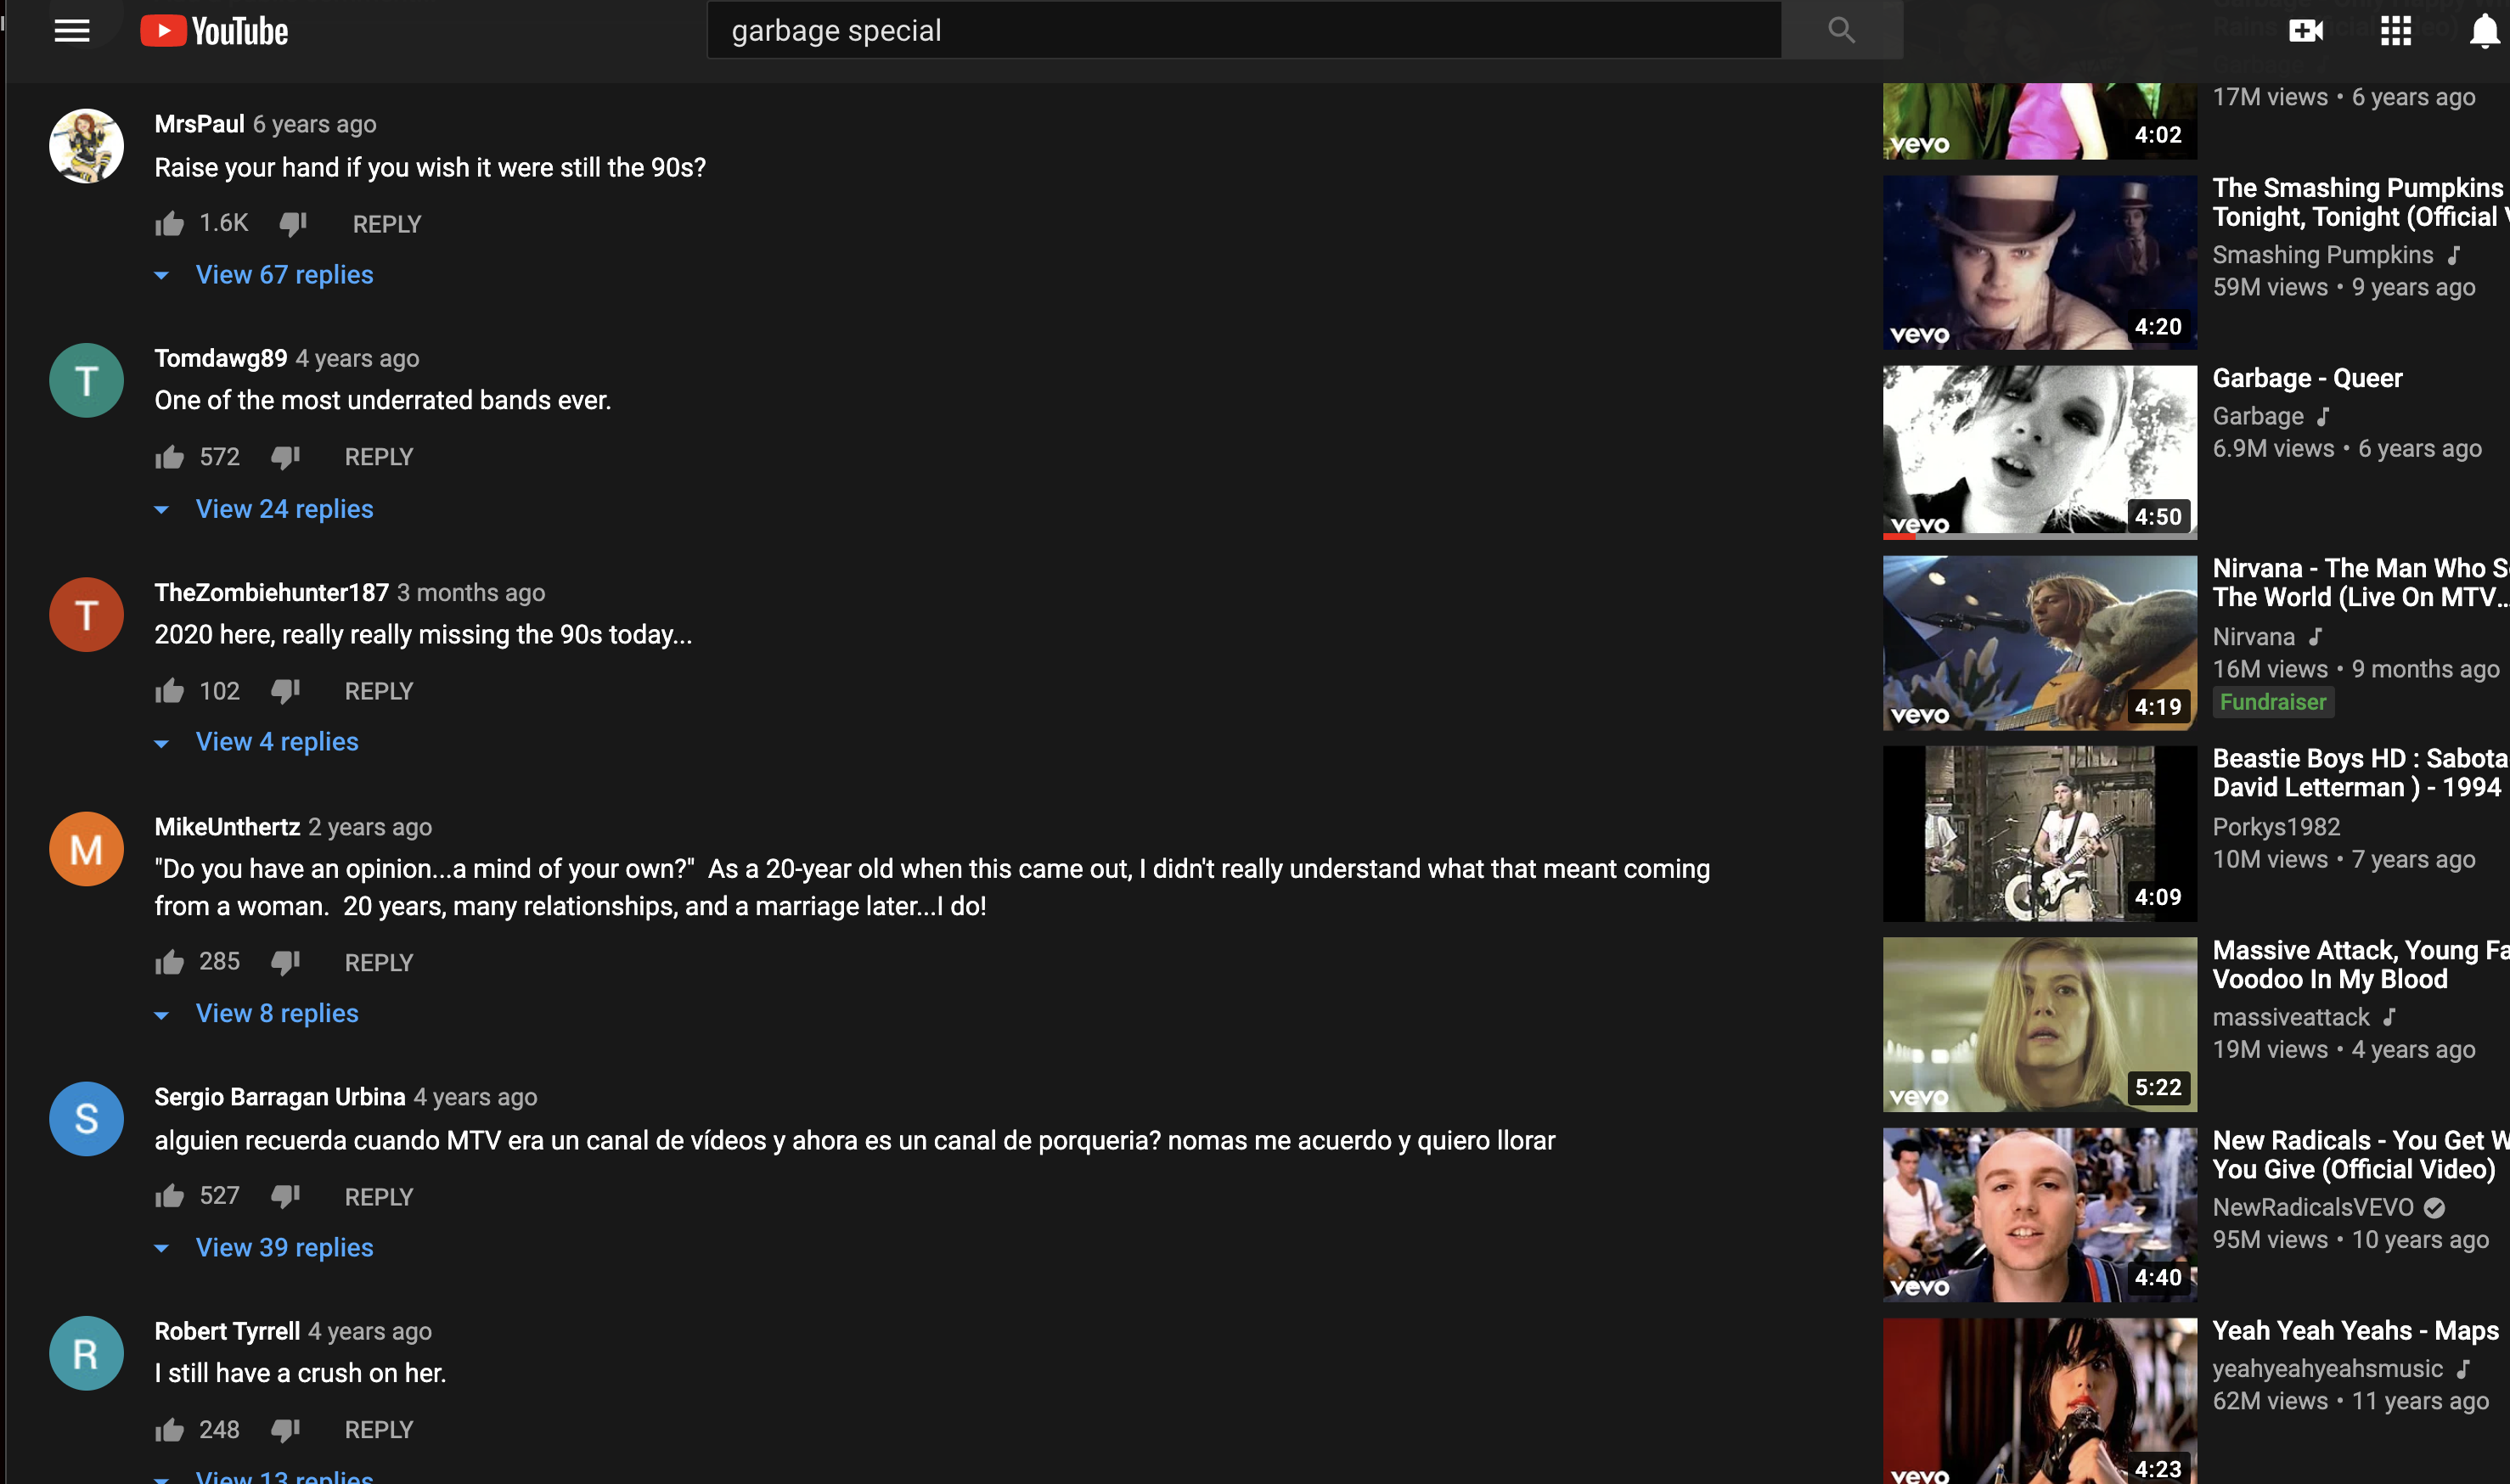 YouTube
garbage special
MrsPaul 6 years ago
Raise your hand if you wish it were still the 90s?
1.6K REPLY
View 67 replies
T
Tomdawg89 4 years ago
One of the most underrated bands ever.
572 REPLY
View 24 replies
T
TheZombiehunter187 3 months ago
2020 here, really really missing the 90s today...
102 REPLY
View 4 replies
M
MikeUnthertz 2 years ago
"Do you have an opinion...a mind of your own?" As a 20-year old when this came out, I didn't really understand what that meant coming
from a woman. 20 years, many relationships, and a marriage later...I do!
285 REPLY
View 8 replies
S
Sergio Barragan Urbina 4 years ago
alguien recuerda cuando MTV era un canal de vídeos y ahora es un canal de porqueria? nomas me acuerdo y quiero llorar
527 REPLY
View 39 replies
R
Robert Tyrrell 4 years ago
I still have a crush on her.
248 REPLY
View 13 replies
17M views • 6 years ago
vevo 4:02
The Smashing Pumpkins
Tonight, Tonight (Official
Smashing Pumpkins
59M views • 9 years ago
vevo 4:20
Garbage - Queer
Garbage
6.9M views • 6 years ago
vevo 4:50
Nirvana - The Man Who S
The World (Live On MTV...
Nirvana
16M views • 9 months ago
Fundraiser
vevo 4:19
Beastie Boys HD : Sabota
David Letterman ) - 1994
Porkys1982
10M views • 7 years ago
4:09
Massive Attack, Young Fa
Voodoo In My Blood
massiveattack
19M views • 4 years ago
vevo 5:22
New Radicals - You Get W
You Give (Official Video)
NewRadicalsVEVO
95M views • 10 years ago
vevo 4:40
Yeah Yeah Yeahs - Maps
yeahyeahyeahsmusic
62M views • 11 years ago
vevo 4:23